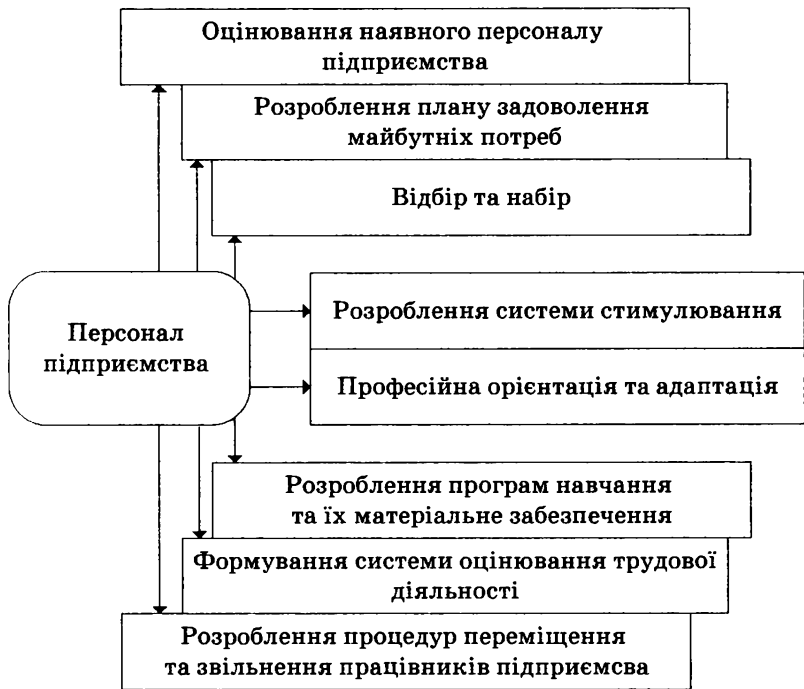 Оцінювання наявного персоналу
підприємства
Розроблення плану задоволення
майбутніх потреб
Відбір та набір
Персонал
підприємства
Розроблення системи стимулювання
Професійна орієнтація та адаптація
Розроблення програм навчання
та їх матеріальне забезпечення
Формування системи оцінювання трудової
діяльності
Розроблення процедур переміщення
та звільнення працівників підприємсва